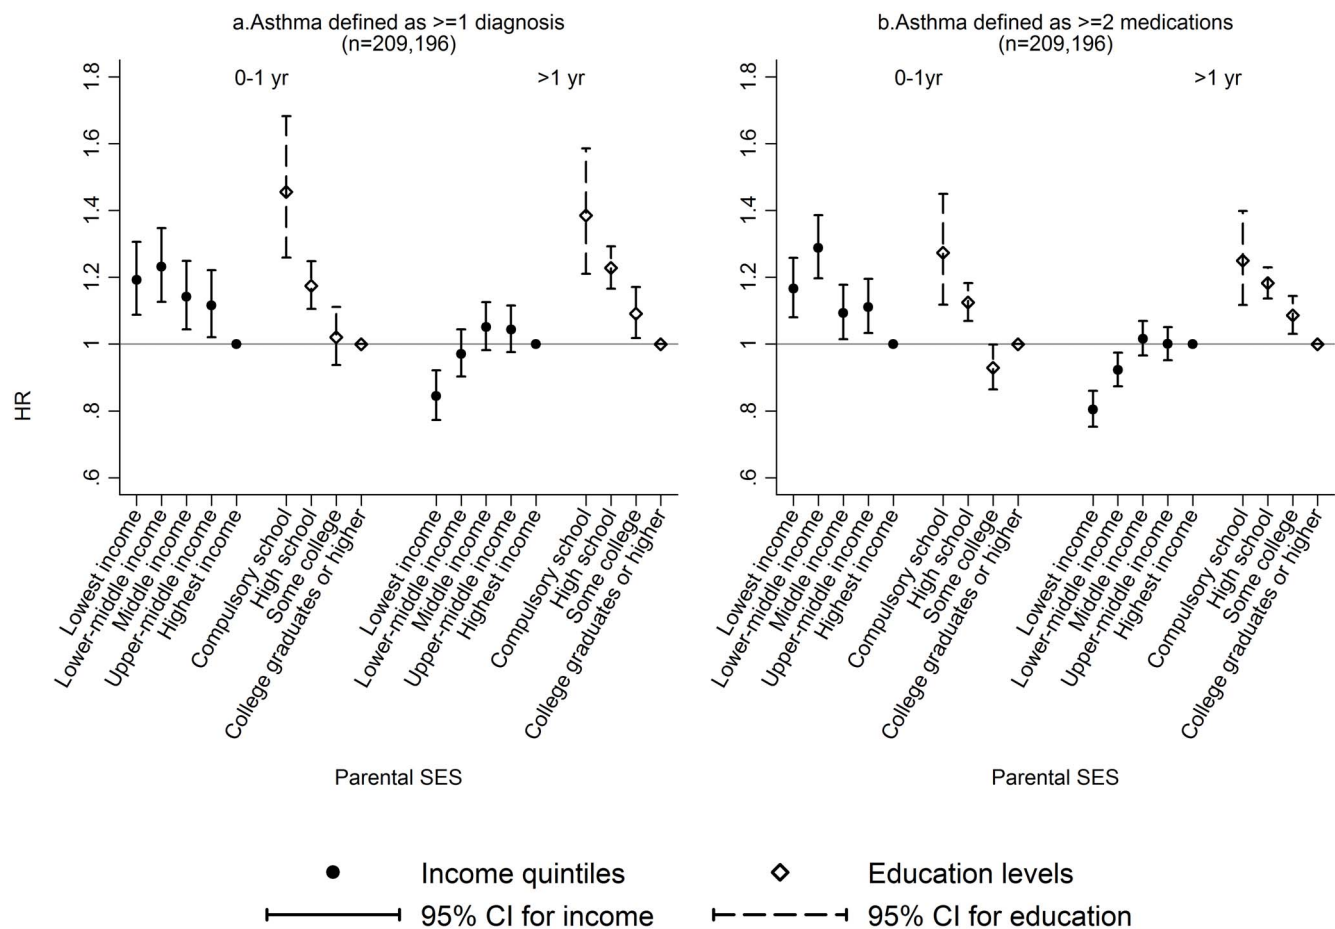 a.Asthma defined as >=1 diagnosis
(n=209,196)
0-1 yr
>1 yr
1.8
1.6
1.4
1.2
1
.8
.6
HR
Lowest income
Lower-middle income
Middle income
Upper-middle income
Highest income
Compulsory school
High school
Some college
College graduates or higher
Lowest income
Lower-middle income
Middle income
Upper-middle income
Highest income
Compulsory school
High school
Some college
College graduates or higher
Parental SES
b.Asthma defined as >=2 medications
(n=209,196)
0-1yr
>1 yr
1.8
1.6
1.4
1.2
1
.8
.6
Lowest income
Lower-middle income
Middle income
Upper-middle income
Highest income
Compulsory school
High school
Some college
College graduates or higher
Lowest income
Lower-middle income
Middle income
Upper-middle income
Highest income
Compulsory school
High school
Some college
College graduates or higher
Parental SES
Income quintiles
Education levels
95% CI for income
95% CI for education